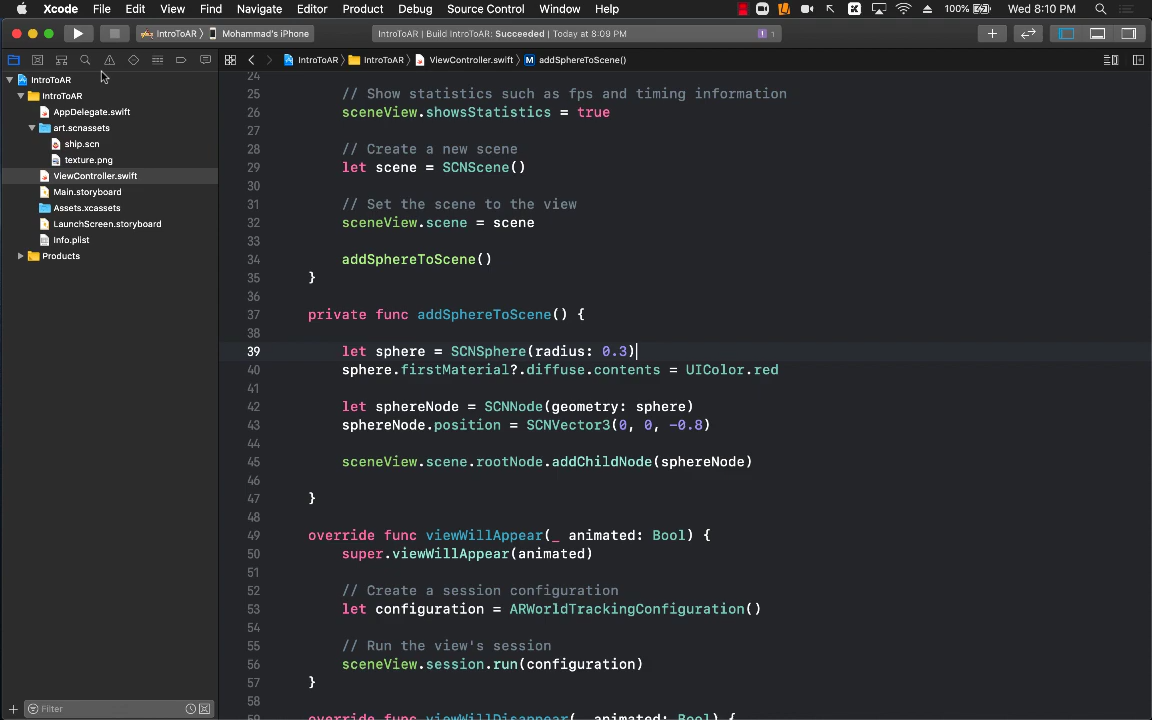 Xcode File Edit View Find Navigate Editor Product Debug Source Control Window Help 100% Wed 8:10 PM
IntroToAR Mohammad's iPhone IntroToAR | Build IntroToAR: Succeeded | Today at 8:09 PM 1
IntroToAR IntroToAR ViewController.swift M addSphereToScene()
IntroToAR
IntroToAR
AppDelegate.swift
art.scnassets
ship.scn
texture.png
ViewController.swift
Main.storyboard
Assets.xcassets
LaunchScreen.storyboard
Info.plist
Products
Filter
24
25 // Show statistics such as fps and timing information
26 sceneView.showsStatistics = true
27
28 // Create a new scene
29 let scene = SCNScene()
30
31 // Set the scene to the view
32 sceneView.scene = scene
33
34 addSphereToScene()
35 }
36
37 private func addSphereToScene() {
38
39 let sphere = SCNSphere(radius: 0.3)
40 sphere.firstMaterial?.diffuse.contents = UIColor.red
41
42 let sphereNode = SCNNode(geometry: sphere)
43 sphereNode.position = SCNVector3(0, 0, -0.8)
44
45 sceneView.scene.rootNode.addChildNode(sphereNode)
46
47 }
48
49 override func viewWillAppear(_ animated: Bool) {
50 super.viewWillAppear(animated)
51
52 // Create a session configuration
53 let configuration = ARWorldTrackingConfiguration()
54
55 // Run the view's session
56 sceneView.session.run(configuration)
57 }
58
59 override func viewWillDisappear(_ animated: Bool) {